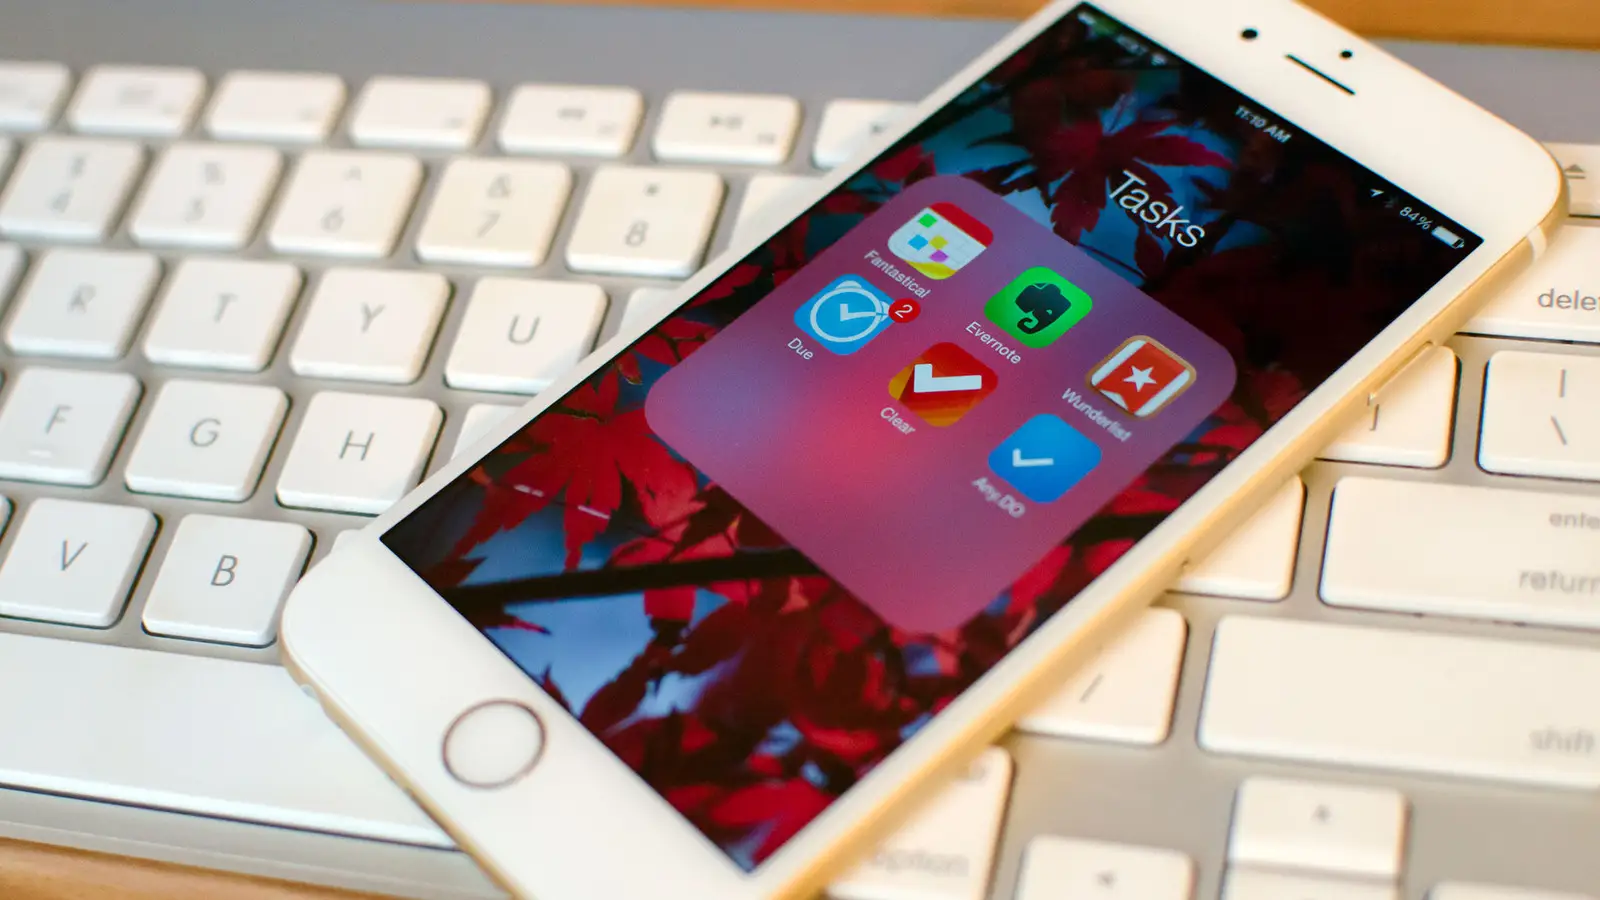 11:10 AM
84%
Tasks
Fantastical
Evernote
Wunderlist
2
Due
Clear
Any.DO
4
%
5
^
6
&
7
*
8
R
T
Y
U
F
G
H
V
B
delet
|
\
]
enter
return
/
shift
option